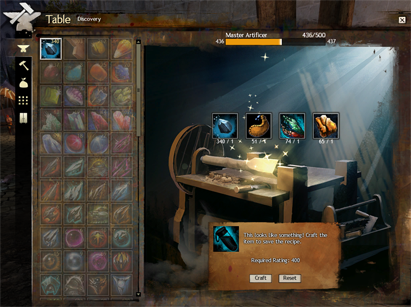 Table Discovery
Master Artificer 436/500
436 437
340 / 1 51 / 1 74 / 1 65 / 1
This looks like something! Craft the
item to save the recipe.
Required Rating: 400
Craft Reset